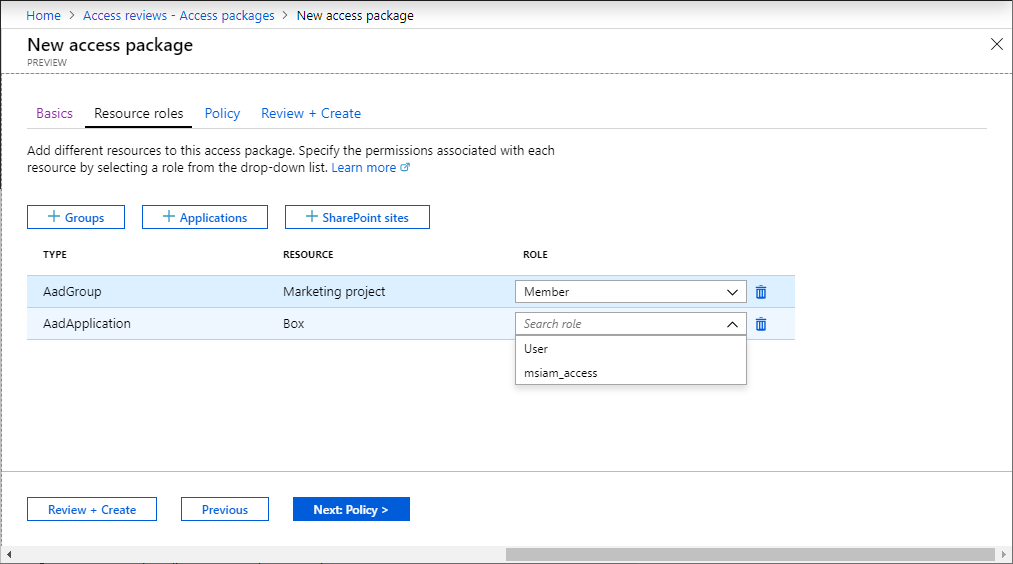 Home > Access reviews - Access packages > New access package
New access package
PREVIEW
Basics Resource roles Policy Review + Create
Add different resources to this access package. Specify the permissions associated with each
resource by selecting a role from the drop-down list. Learn more
+ Groups + Applications + SharePoint sites
TYPE RESOURCE ROLE
AadGroup Marketing project Member
AadApplication Box Search role
User
msiam_access
Review + Create Previous Next: Policy >